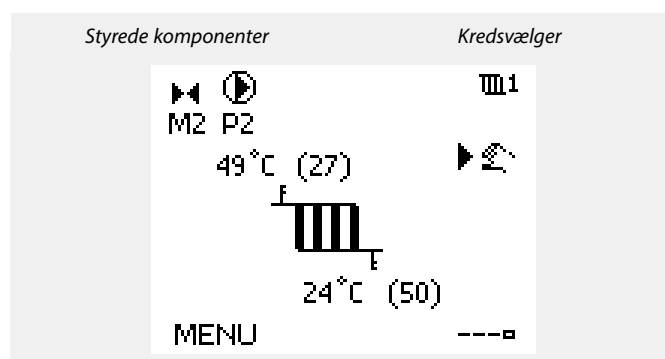 Styrede komponenter Kredsvælger
1
M2 P2
49°C (27)
24°C (50)
MENU ---